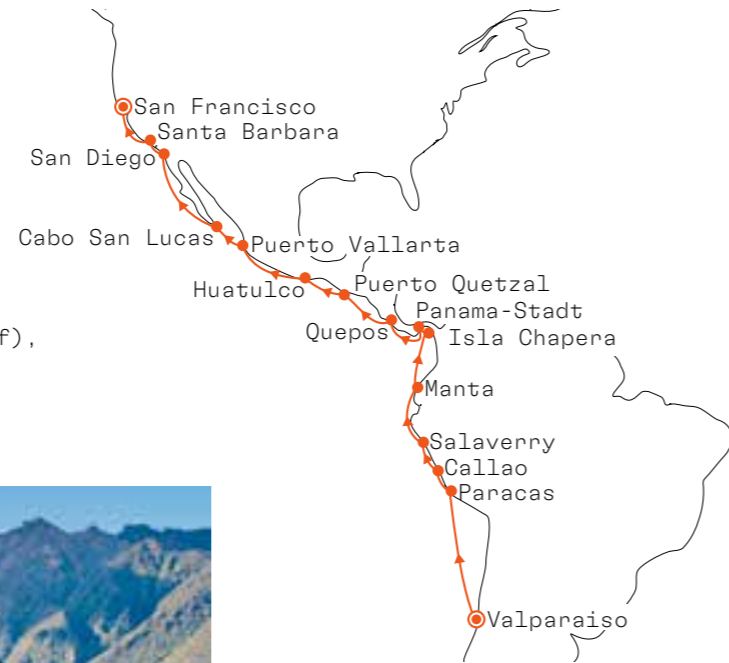 San Francisco
Santa Barbara
San Diego
Cabo San Lucas
Puerto Vallarta
Huatulco
Puerto Quetzal
Panama-Stadt
Quepos
Isla Chapera
f),
Manta
Salaverry
Callao
Paracas
Valparaiso